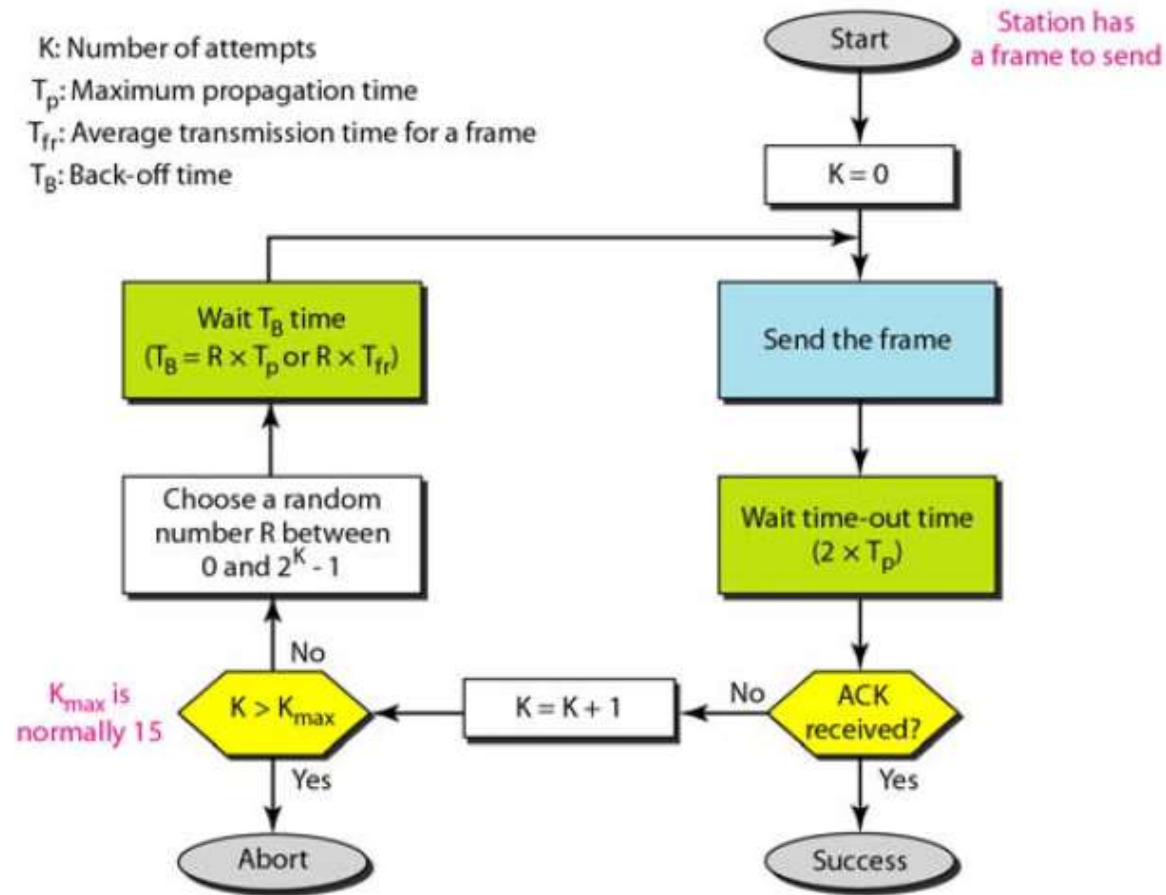 K: Number of attempts
Tp: Maximum propagation time
Tfr: Average transmission time for a frame
TB: Back-off time
Start
Station has
a frame to send
K = 0
Wait TB time
(TB = R × Tp or R × Tfr)
Send the frame
Choose a random
number R between
0 and 2^K - 1
Wait time-out time
(2 × Tp)
No
Kmax is
normally 15
K > Kmax
K = K + 1
No
ACK
received?
Yes
Yes
Abort
Success